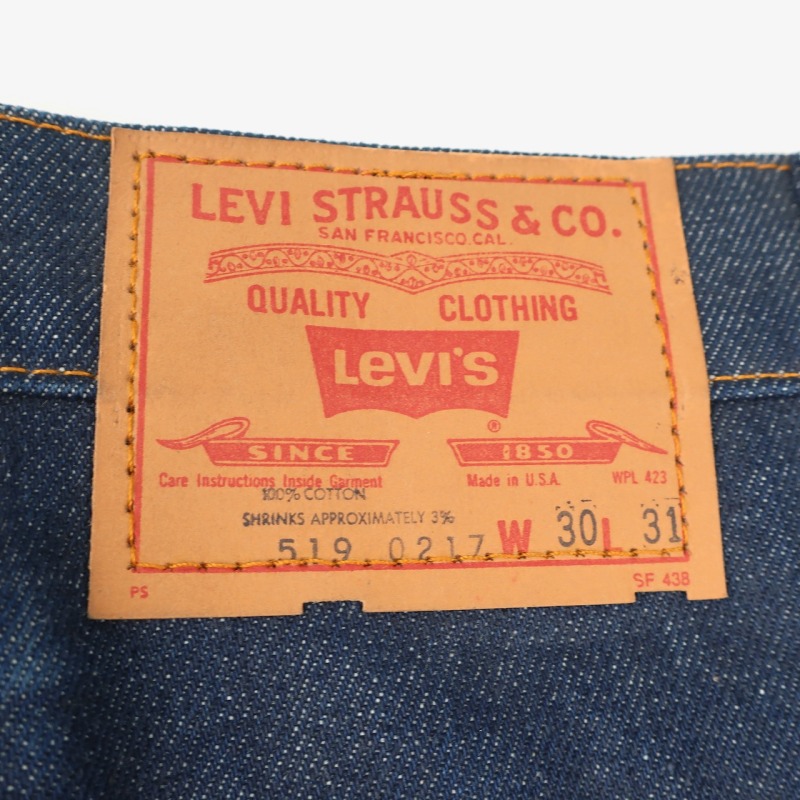 LEVI STRAUSS & CO.
SAN FRANCISCO.CAL.
QUALITY CLOTHING
LEVI'S
®
SINCE 1850
Care Instructions Inside Garment Made in U.S.A. WPL 423
100% COTTON
SHRINKS APPROXIMATELY 3%
519 0217 W 30 L 31
PS SF 438